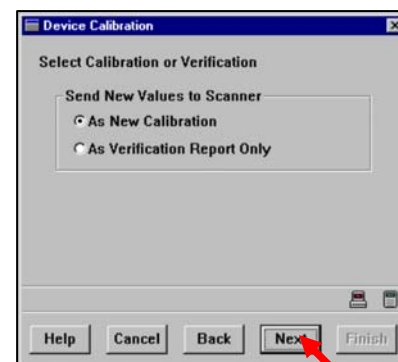 Device Calibration
Select Calibration or Verification
Send New Values to Scanner
As New Calibration
As Verification Report Only
Help Cancel Back Next Finish